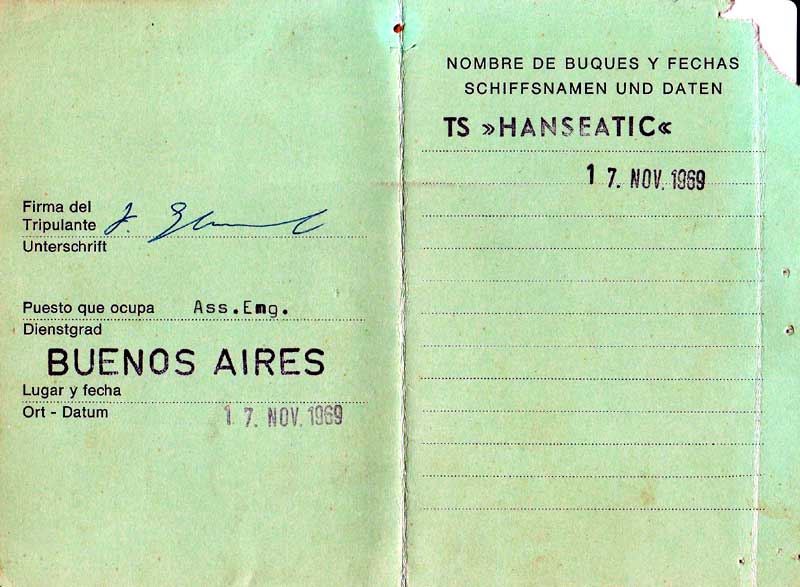 Firma del
Tripulante
Unterschrift
Puesto que ocupa Ass.Emg.
Dienstgrad
BUENOS AIRES
Lugar y fecha
Ort - Datum 17. NOV. 1969
NOMBRE DE BUQUES Y FECHAS
SCHIFFSNAMEN UND DATEN
TS »HANSEATIC«
17. NOV. 1969